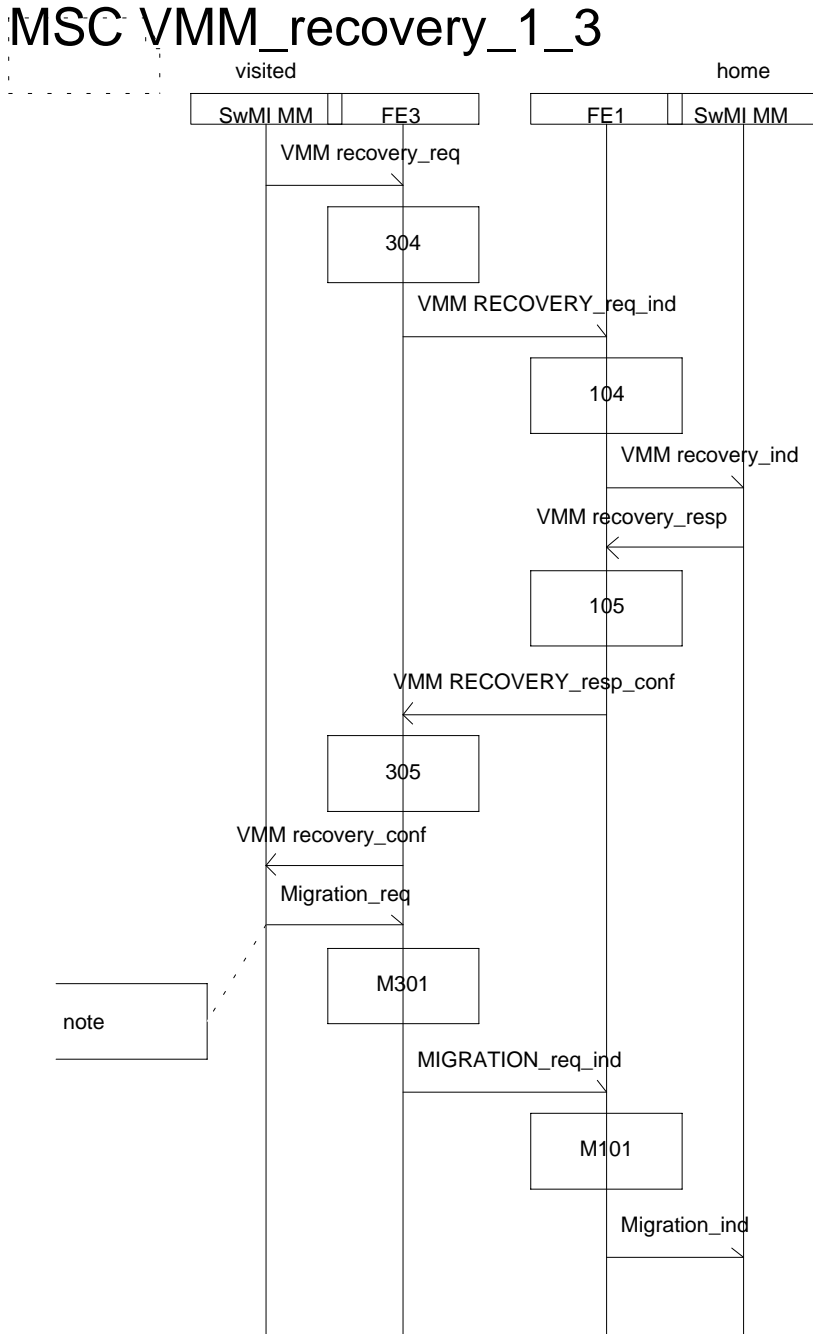 MSC VMM_recovery_1_3
visited home
SwMI MM FE3 FE1 SwMI MM
VMM recovery_req
304
VMM RECOVERY_req_ind
104
VMM recovery_ind
VMM recovery_resp
105
VMM RECOVERY_resp_conf
305
VMM recovery_conf
Migration_req
M301
note
MIGRATION_req_ind
M101
Migration_ind